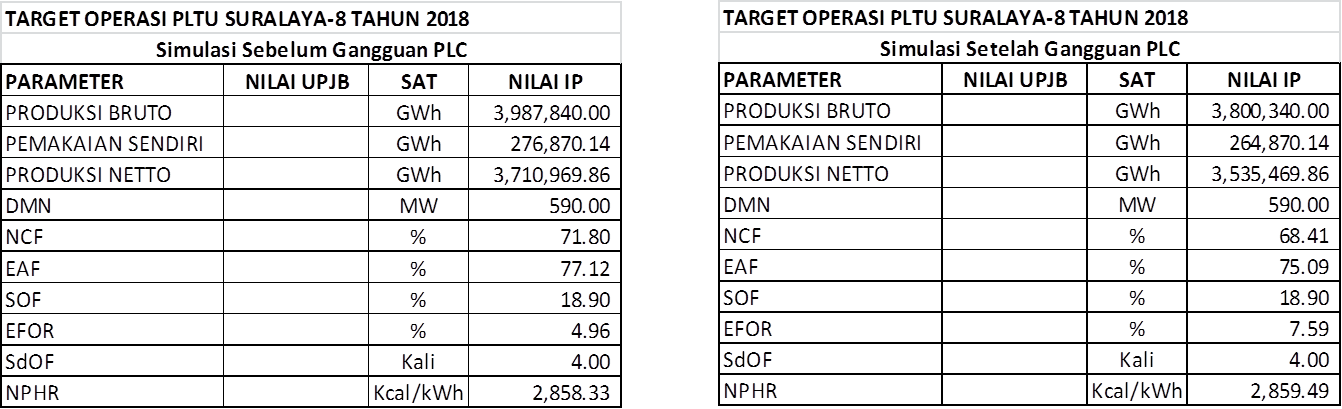 TARGET OPERASI PLTU SURALAYA-8 TAHUN 2018
Simulasi Sebelum Gangguan PLC
PARAMETER NILAI UPJB SAT NILAI IP
PRODUKSI BRUTO GWh 3,987,840.00
PEMAKAIAN SENDIRI GWh 276,870.14
PRODUKSI NETTO GWh 3,710,969.86
DMN MW 590.00
NCF % 71.80
EAF % 77.12
SOF % 18.90
EFOR % 4.96
SdOF Kali 4.00
NPHR Kcal/kWh 2,858.33
TARGET OPERASI PLTU SURALAYA-8 TAHUN 2018
Simulasi Setelah Gangguan PLC
PARAMETER NILAI UPJB SAT NILAI IP
PRODUKSI BRUTO GWh 3,800,340.00
PEMAKAIAN SENDIRI GWh 264,870.14
PRODUKSI NETTO GWh 3,535,469.86
DMN MW 590.00
NCF % 68.41
EAF % 75.09
SOF % 18.90
EFOR % 7.59
SdOF Kali 4.00
NPHR Kcal/kWh 2,859.49